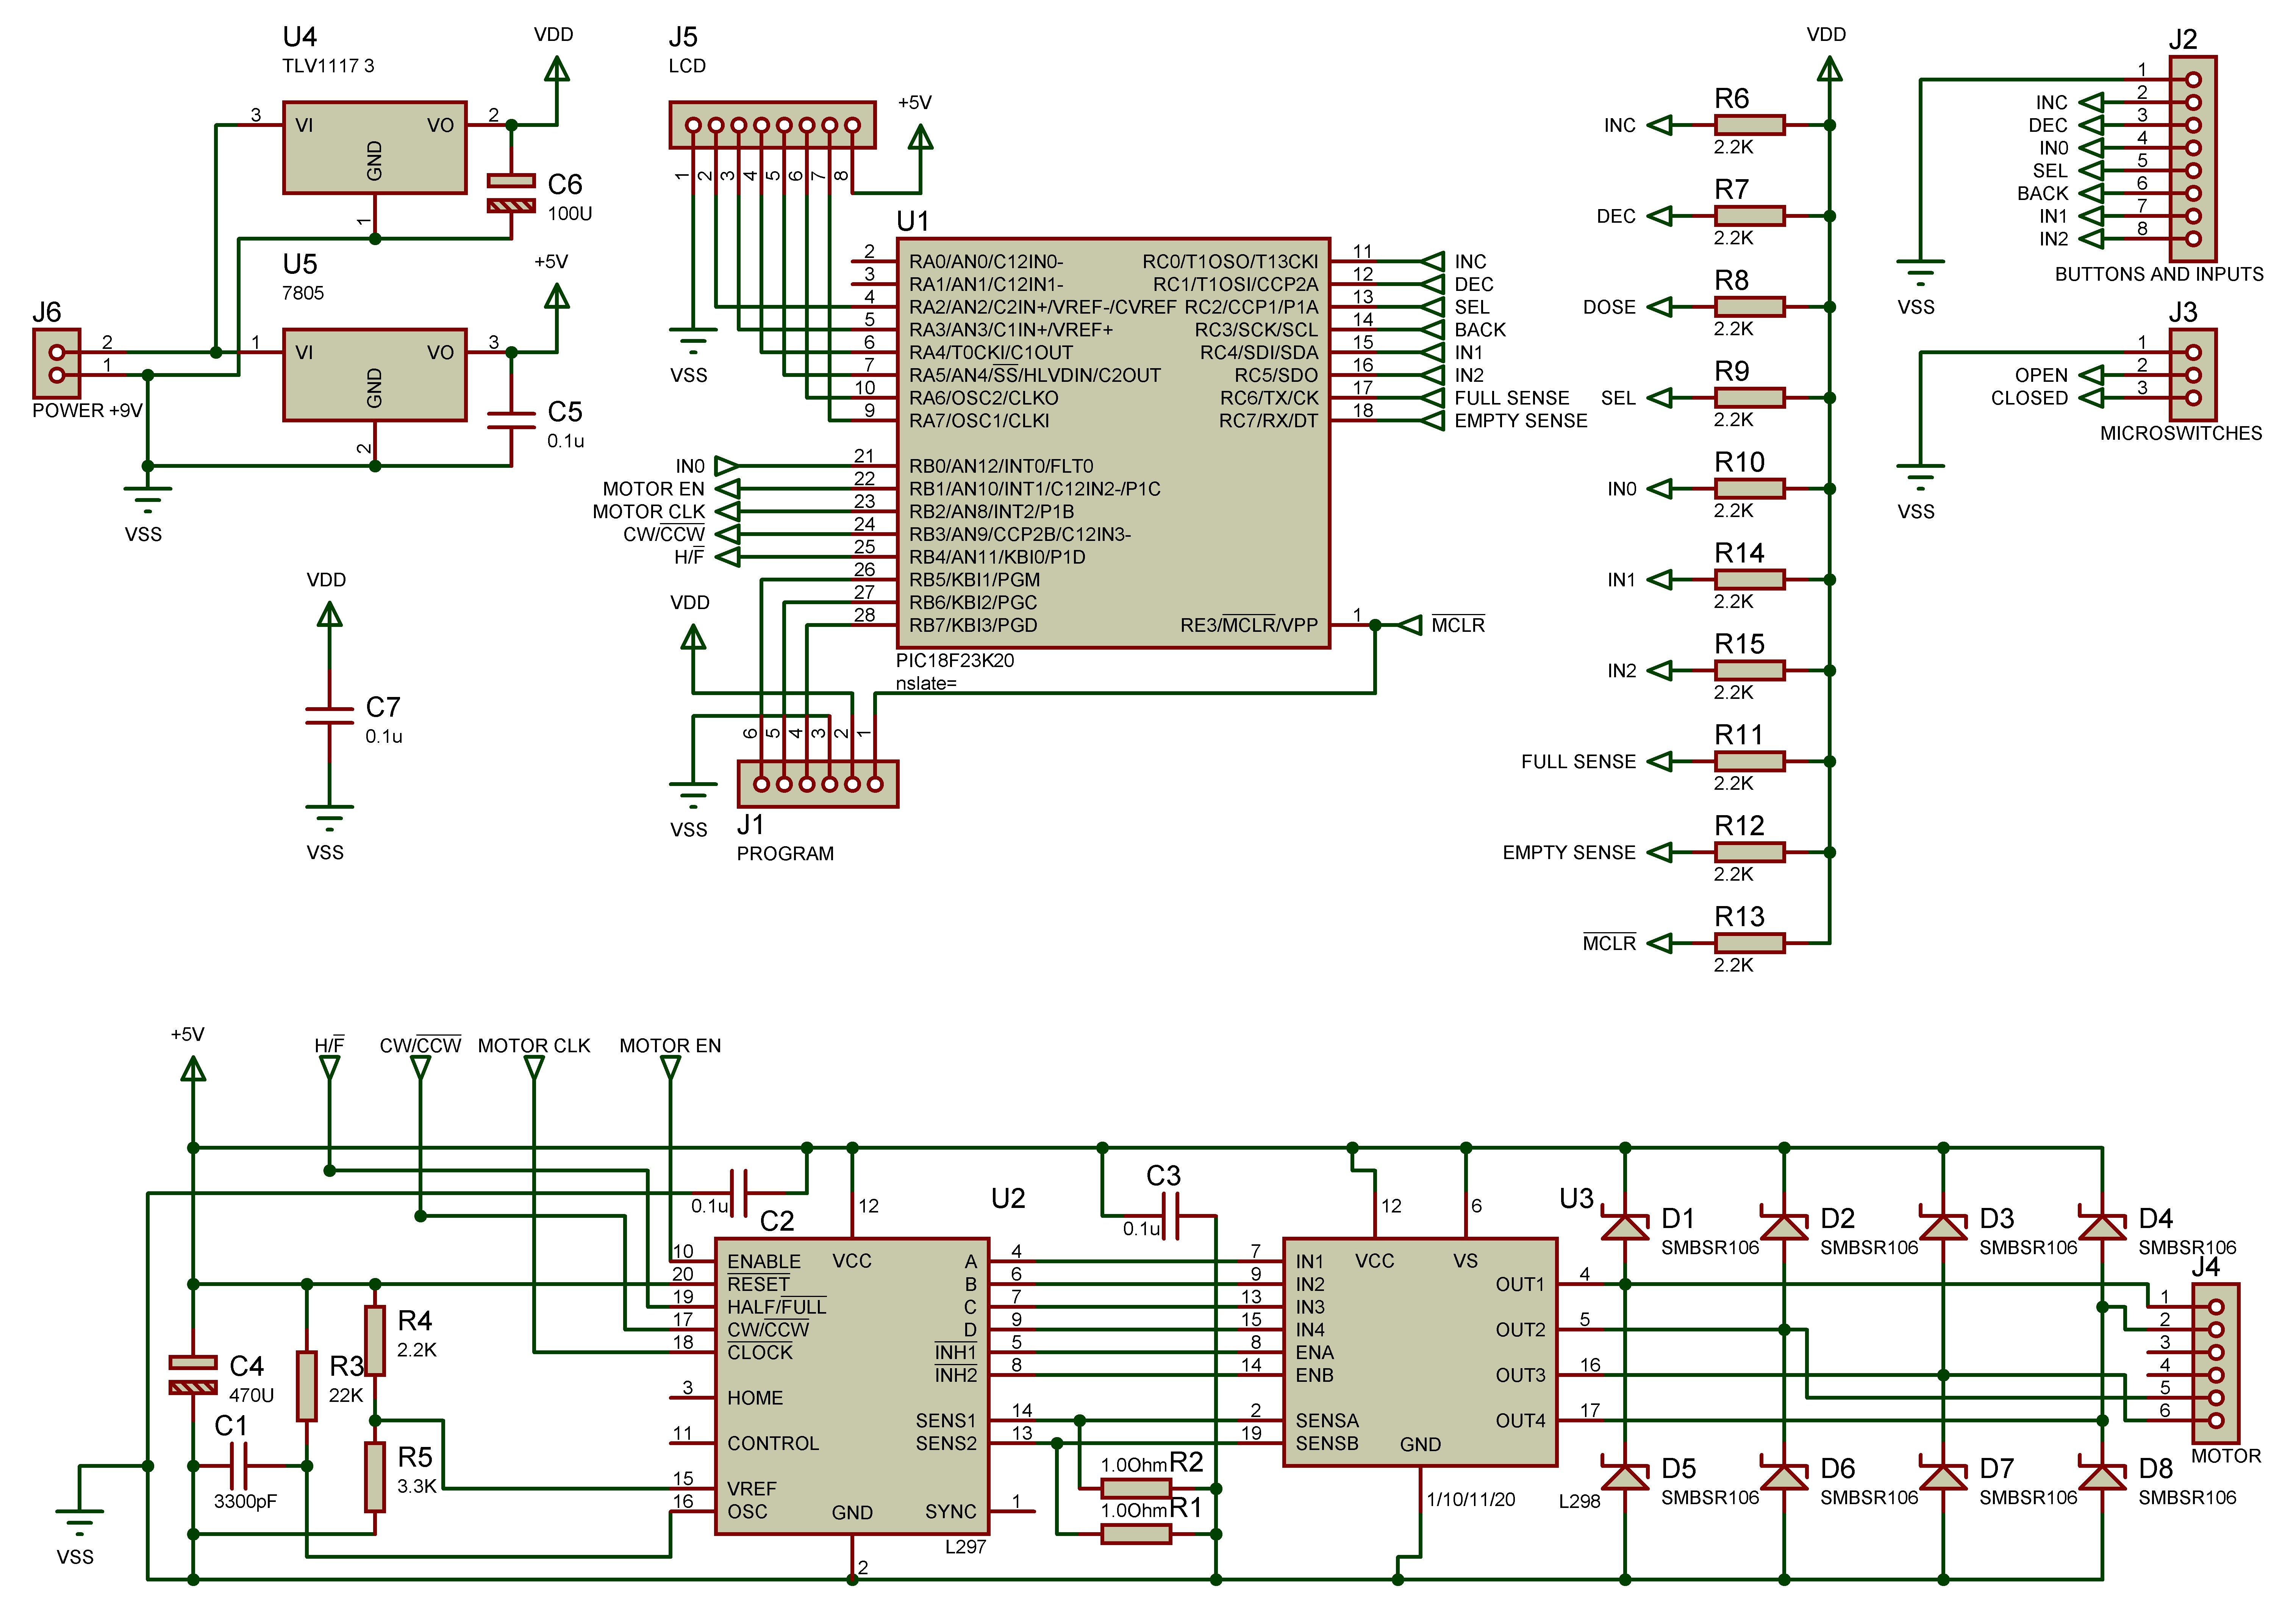 U4
TLV1117 3
VDD
3
VI
VO
2
GND
1
C6
100U
U5
7805
+5V
J6
2
1
POWER +9V
1
VI
VO
3
GND
2
C5
0.1u
VSS
VDD
C7
0.1u
VSS
J5
LCD
+5V
1
2
3
4
5
6
7
8
VSS
U1
2
RA0/AN0/C12IN0-
3
RA1/AN1/C12IN1-
4
RA2/AN2/C2IN+/VREF-/CVREF
5
RA3/AN3/C1IN+/VREF+
6
RA4/T0CKI/C1OUT
7
RA5/AN4/SS/HLVDIN/C2OUT
10
RA6/OSC2/CLKO
9
RA7/OSC1/CLKI
IN0
21
RB0/AN12/INT0/FLT0
MOTOR EN
22
RB1/AN10/INT1/C12IN2-/P1C
MOTOR CLK
23
RB2/AN8/INT2/P1B
CW/CCW
24
RB3/AN9/CCP2B/C12IN3-
H/F
25
RB4/AN11/KBI0/P1D
26
RB5/KBI1/PGM
27
RB6/KBI2/PGC
28
RB7/KBI3/PGD
RC0/T1OSO/T13CKI
11
INC
RC1/T1OSI/CCP2A
12
DEC
RC2/CCP1/P1A
13
SEL
RC3/SCK/SCL
14
BACK
RC4/SDI/SDA
15
IN1
RC5/SDO
16
IN2
RC6/TX/CK
17
FULL SENSE
RC7/RX/DT
18
EMPTY SENSE
RE3/MCLR/VPP
1
MCLR
PIC18F23K20
nslate=
VDD
6
5
4
3
2
1
VSS
J1
PROGRAM
VDD
INC
R6
2.2K
DEC
R7
2.2K
DOSE
R8
2.2K
SEL
R9
2.2K
IN0
R10
2.2K
IN1
R14
2.2K
IN2
R15
2.2K
FULL SENSE
R11
2.2K
EMPTY SENSE
R12
2.2K
MCLR
R13
2.2K
J2
1
INC
2
DEC
3
IN0
4
SEL
5
BACK
6
IN1
7
IN2
8
BUTTONS AND INPUTS
VSS
J3
1
OPEN
2
CLOSED
3
MICROSWITCHES
VSS
+5V
H/F
CW/CCW
MOTOR CLK
MOTOR EN
0.1u
C2
U2
12
10
ENABLE
VCC
20
RESET
19
HALF/FULL
17
CW/CCW
18
CLOCK
3
HOME
11
CONTROL
15
VREF
16
OSC
GND
2
A
4
B
6
C
7
D
9
INH1
5
INH2
8
SENS1
14
SENS2
13
SYNC
1
L297
C4
470U
R3
22K
R4
2.2K
C1
3300pF
R5
3.3K
VSS
C3
0.1u
1.0Ohm
R2
1.0Ohm
R1
U3
12
6
VCC
VS
7
IN1
9
IN2
13
IN3
15
IN4
8
ENA
14
ENB
2
SENSA
19
SENSB
OUT1
4
OUT2
5
OUT3
16
OUT4
17
GND
1/10/11/20
L298
D1
SMBSR106
D2
SMBSR106
D3
SMBSR106
D4
SMBSR106
D5
SMBSR106
D6
SMBSR106
D7
SMBSR106
D8
SMBSR106
J4
1
2
3
4
5
6
MOTOR